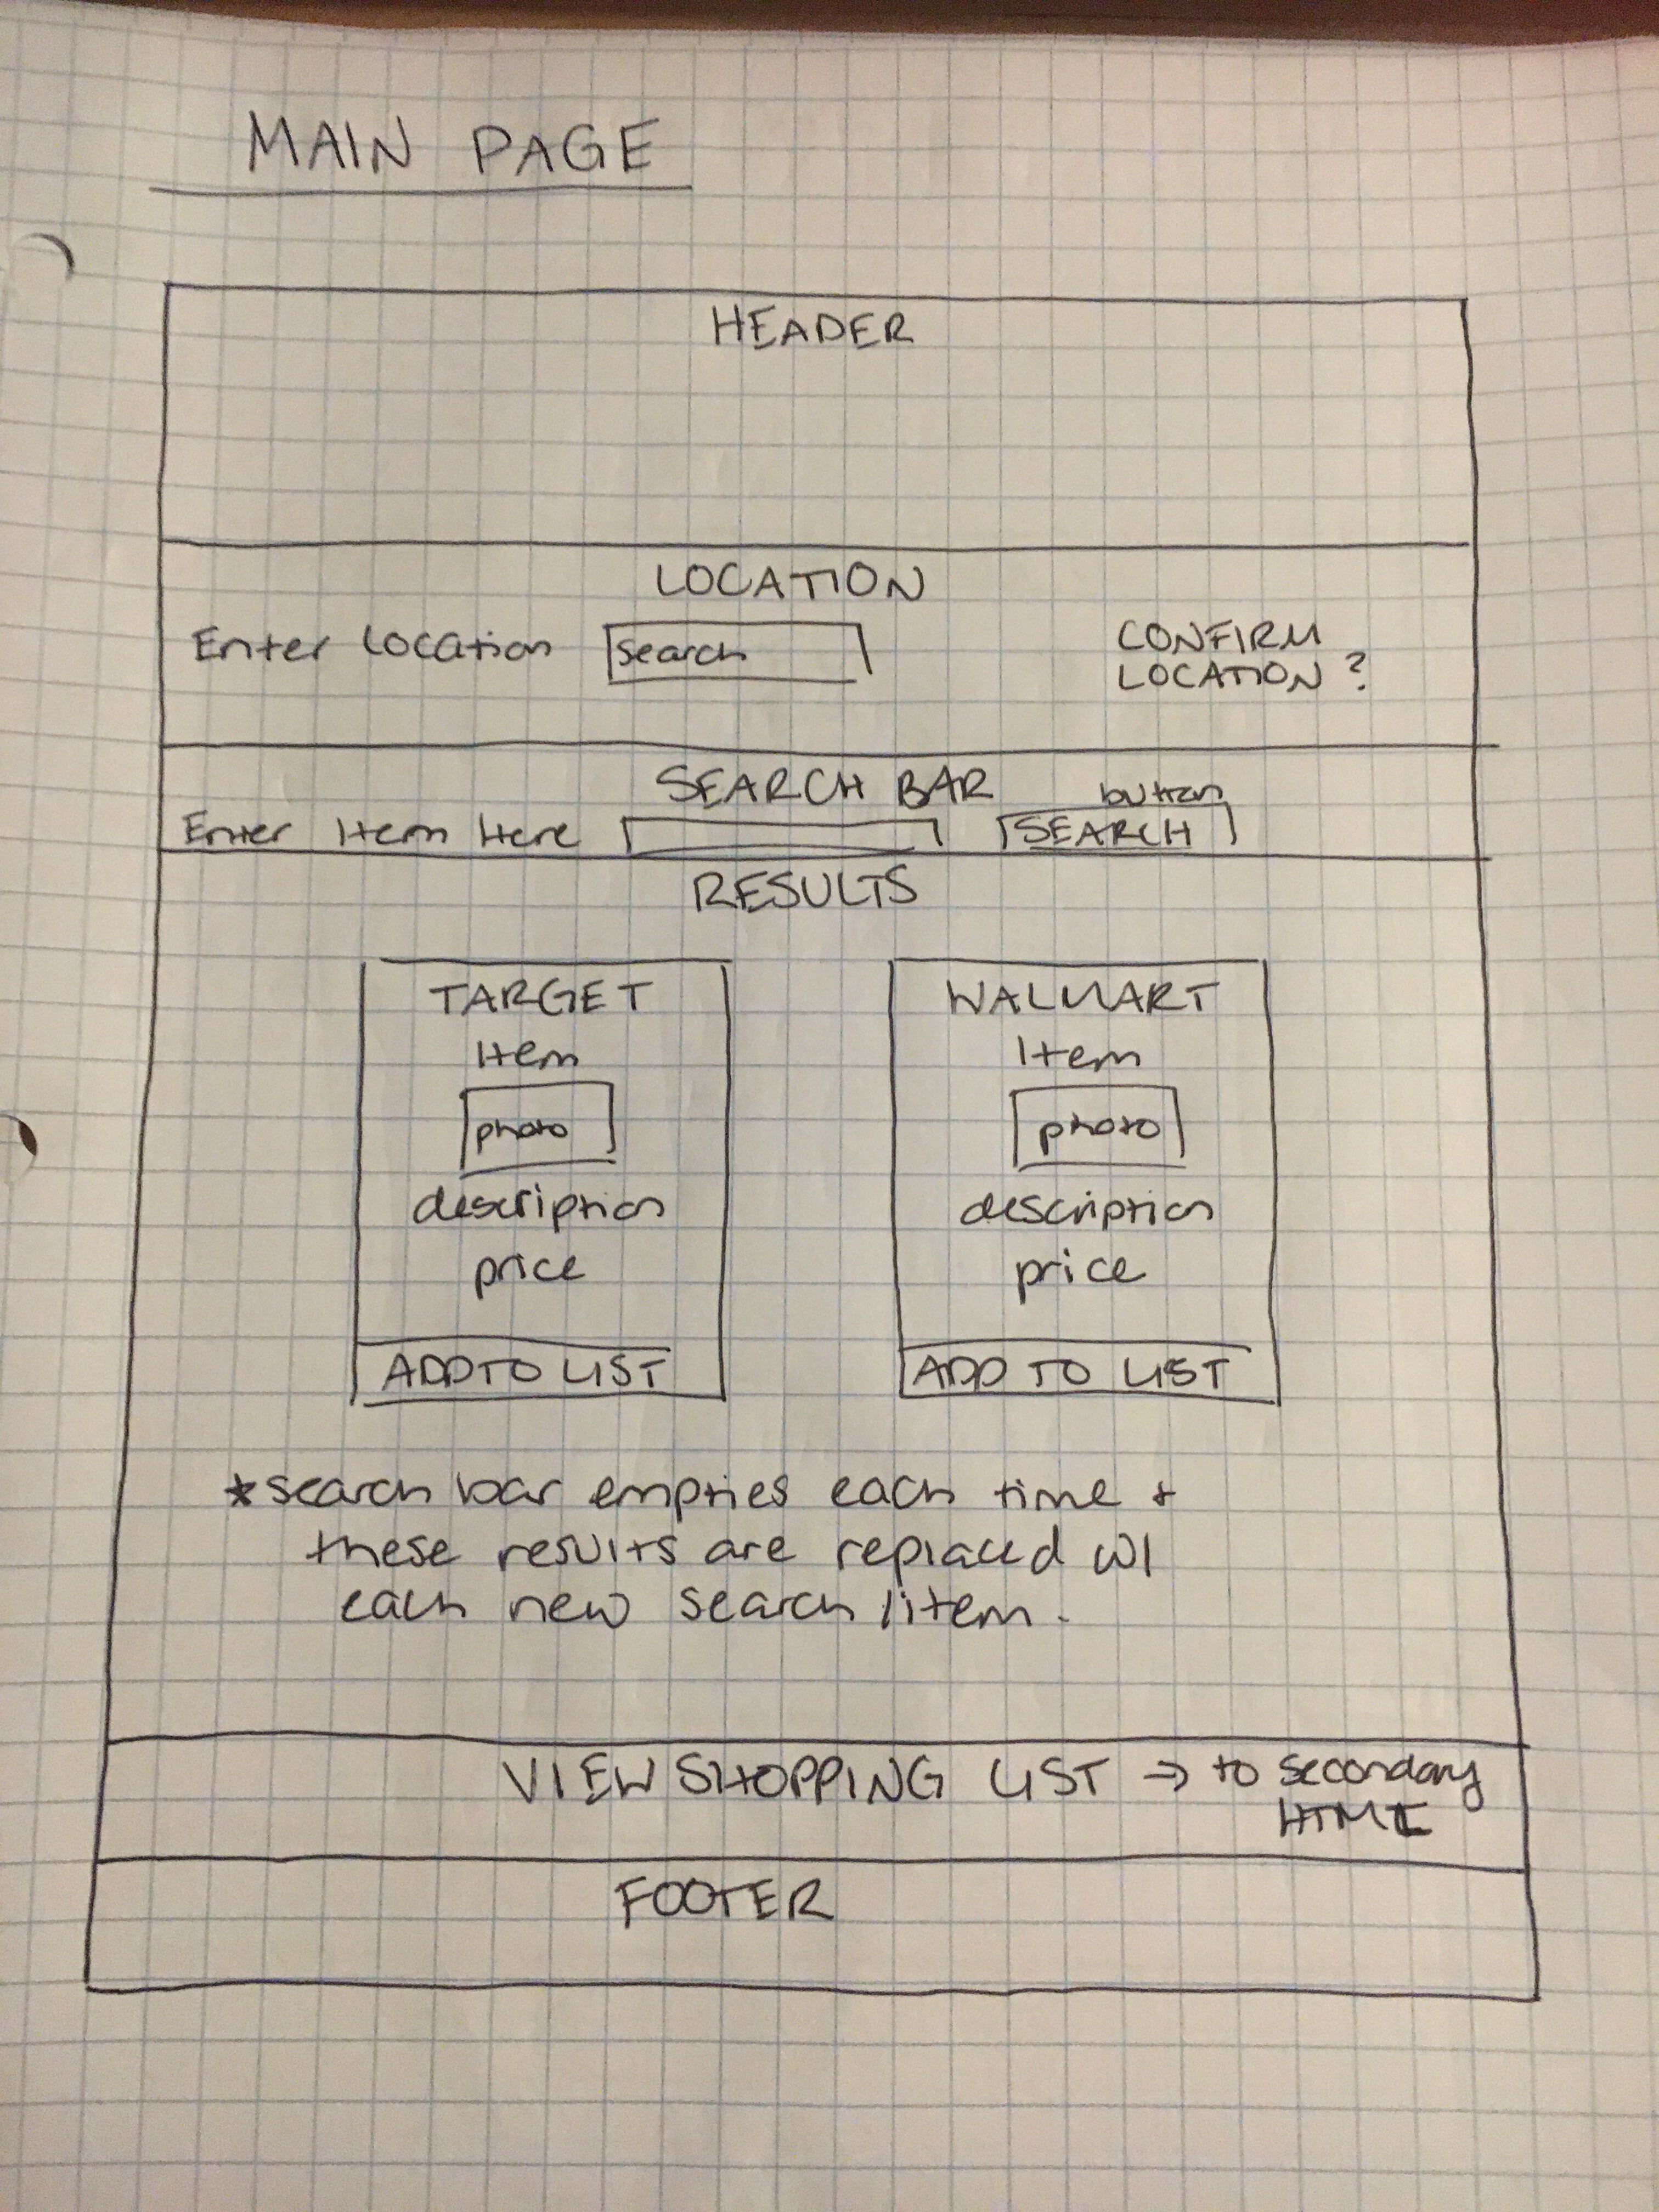 MAIN PAGE
HEADER
LOCATION
Enter Location search CONFIRM
LOCATION ?
SEARCH BAR button
Enter Item Here SEARCH
RESULTS
TARGET WALMART
Item Item
photo photo
description description
price price
ADD TO LIST ADD TO LIST
*search bar empties each time +
these results are replaced w/
each new search/item.
VIEW SHOPPING LIST → to secondary
HTML
FOOTER